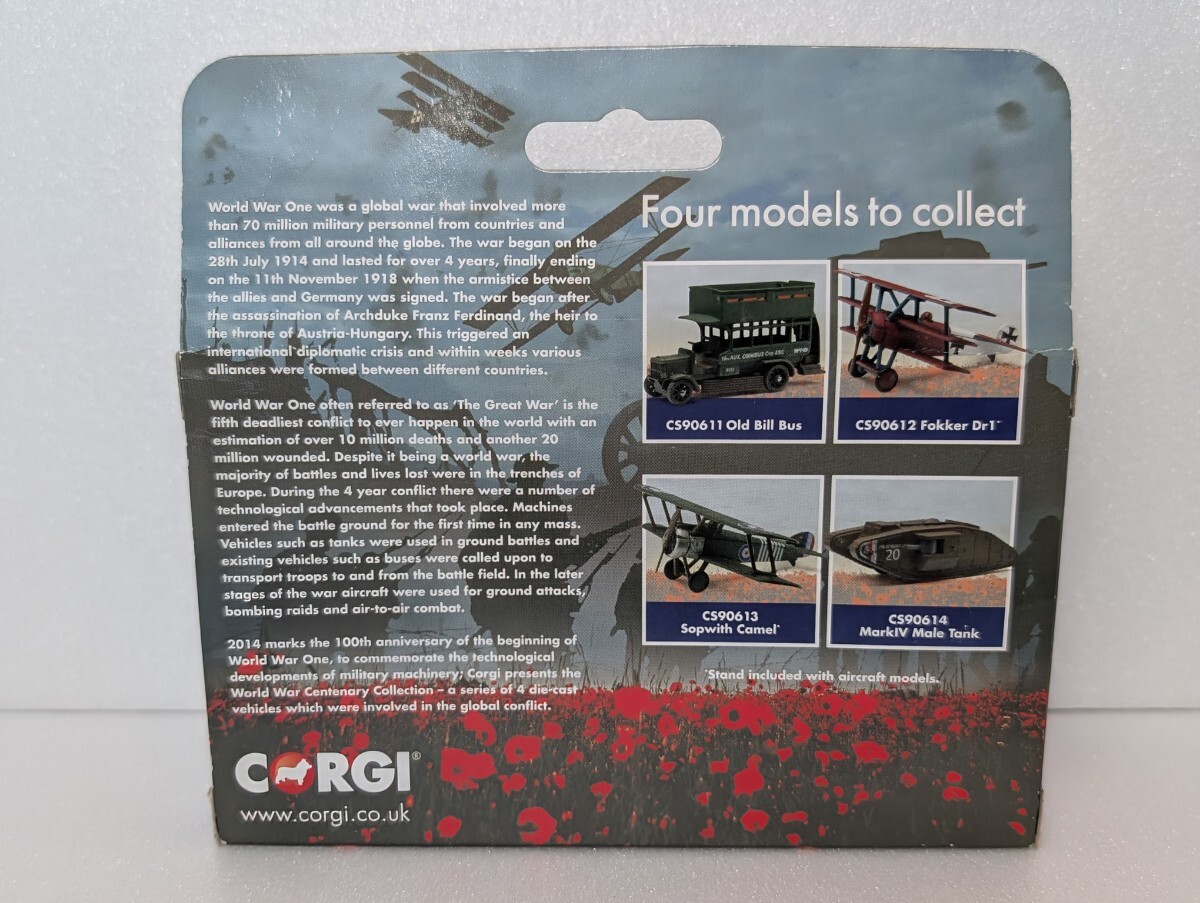 World War One was a global war that involved more
than 70 million military personnel from countries and
alliances from all around the globe. The war began on the
28th July 1914 and lasted for over 4 years, finally ending
on the 11th November 1918 when the armistice between
the allies and Germany was signed. The war began after
the assassination of Archduke Franz Ferdinand, the heir to
the throne of Austria-Hungary. This triggered an
international diplomatic crisis and within weeks various
alliances were formed between different countries.
World War One often referred to as 'The Great War' is the
fifth deadliest conflict to ever happen in the world with an
estimation of over 10 million deaths and another 20
million wounded. Despite it being a world war, the
majority of battles and lives lost were in the trenches of
Europe. During the 4 year conflict there were a number of
technological advancements that took place. Machines
entered the battle ground for the first time in any mass.
Vehicles such as tanks were used in ground battles and
existing vehicles such as buses were called upon to
transport troops to and from the battle field. In the later
stages of the war aircraft were used for ground attacks,
bombing raids and air-to-air combat.
2014 marks the 100th anniversary of the beginning of
World War One, to commemorate the technological
developments of military machinery; Corgi presents the
World War Centenary Collection – a series of 4 die-cast
vehicles which were involved in the global conflict.
CORGI®
www.corgi.co.uk
Four models to collect
AUX. OMNIBUS Coy ASC
CS90611 Old Bill Bus
CS90612 Fokker Dr1*
CS90613
Sopwith Camel*
20
CS90614
MarkIV Male Tank
*Stand included with aircraft models.